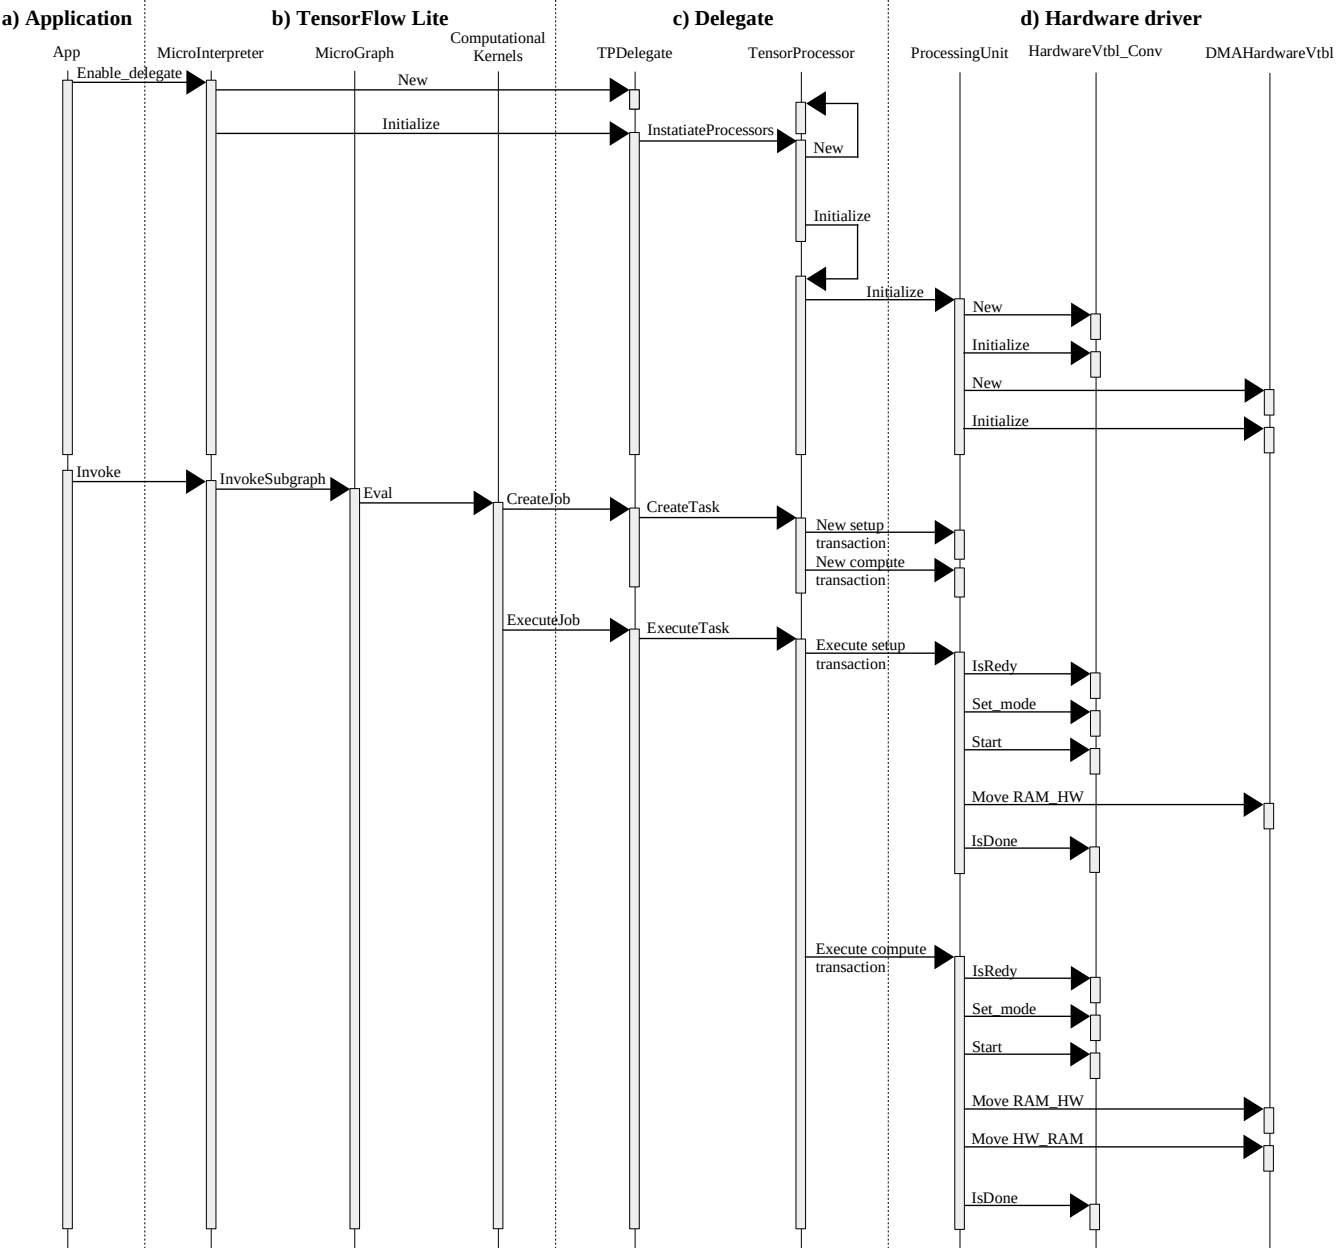 a) Application
b) TensorFlow Lite
c) Delegate
d) Hardware driver
App
MicroInterpreter
MicroGraph
Computational
Kernels
TPDelegate
TensorProcessor
ProcessingUnit
HardwareVtbl_Conv
DMAHardwareVtbl
Enable_delegate
New
Initialize
InstatiateProcessors
New
Initialize
Initialize
New
Initialize
New
Initialize
Invoke
InvokeSubgraph
Eval
CreateJob
CreateTask
New setup
transaction
New compute
transaction
ExecuteJob
ExecuteTask
Execute setup
transaction
IsRedy
Set_mode
Start
Move RAM_HW
IsDone
Execute compute
transaction
IsRedy
Set_mode
Start
Move RAM_HW
Move HW_RAM
IsDone